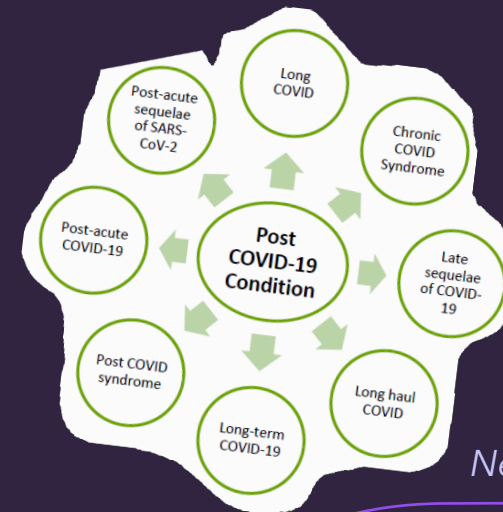 Long
COVID
Post-acute
sequelae
of SARS-
CoV-2
Chronic
COVID
Syndrome
Post-acute
COVID-19
Post
COVID-19
Condition
Late
sequelae
of COVID-
19
Post COVID
syndrome
Long haul
COVID
Long-term
COVID-19